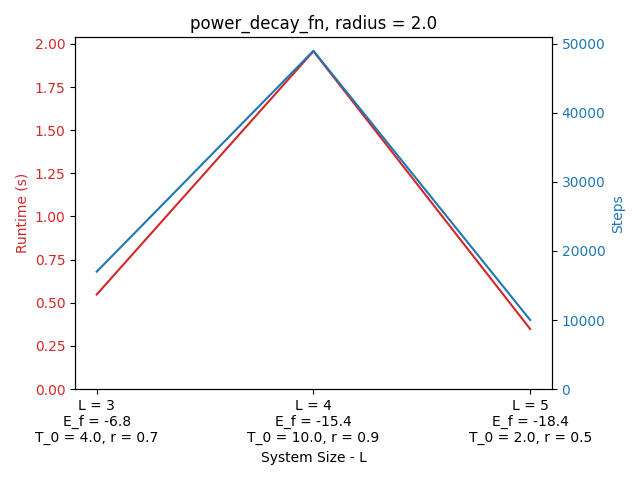 power_decay_fn, radius = 2.0
2.00
1.75
1.50
1.25
1.00
0.75
0.50
0.25
0.00
Runtime (s)
50000
40000
30000
20000
10000
0
Steps
L = 3
E_f = -6.8
T_0 = 4.0, r = 0.7
L = 4
E_f = -15.4
T_0 = 10.0, r = 0.9
L = 5
E_f = -18.4
T_0 = 2.0, r = 0.5
System Size - L